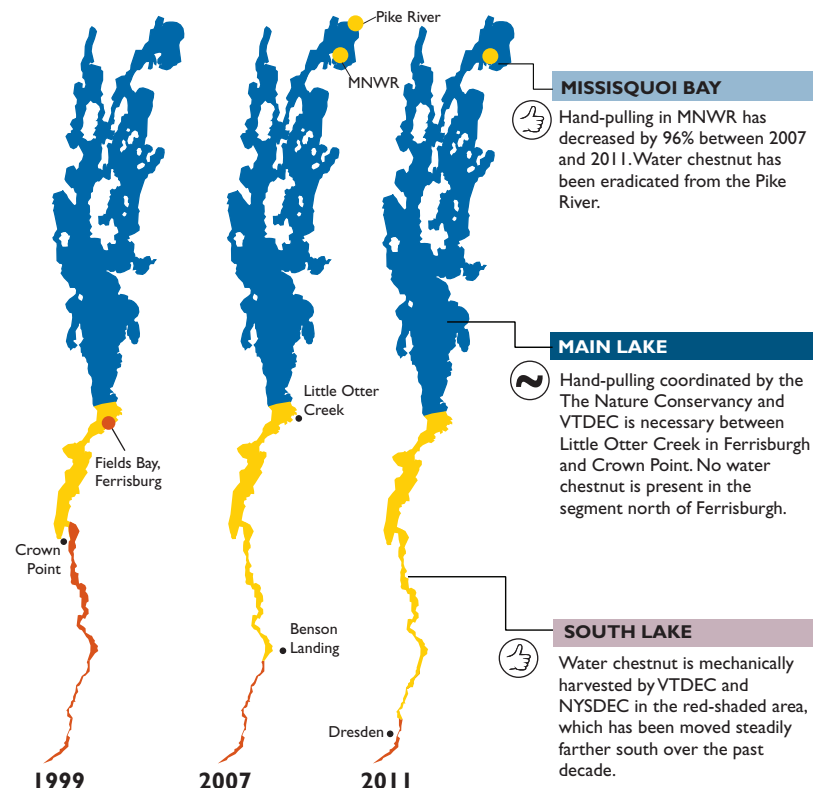 Pike River
MNWR
MISSISQUOI BAY
Hand-pulling in MNWR has
decreased by 96% between 2007
and 2011. Water chestnut has
been eradicated from the Pike
River.
MAIN LAKE
Hand-pulling coordinated by the
The Nature Conservancy and
VTDEC is necessary between
Little Otter Creek in Ferrisburgh
and Crown Point. No water
chestnut is present in the
segment north of Ferrisburgh.
Little Otter
Creek
Fields Bay,
Ferrisburg
Crown
Point
Benson
Landing
SOUTH LAKE
Water chestnut is mechanically
harvested by VTDEC and
NYSDEC in the red-shaded area,
which has been moved steadily
farther south over the past
decade.
Dresden
1999
2007
2011